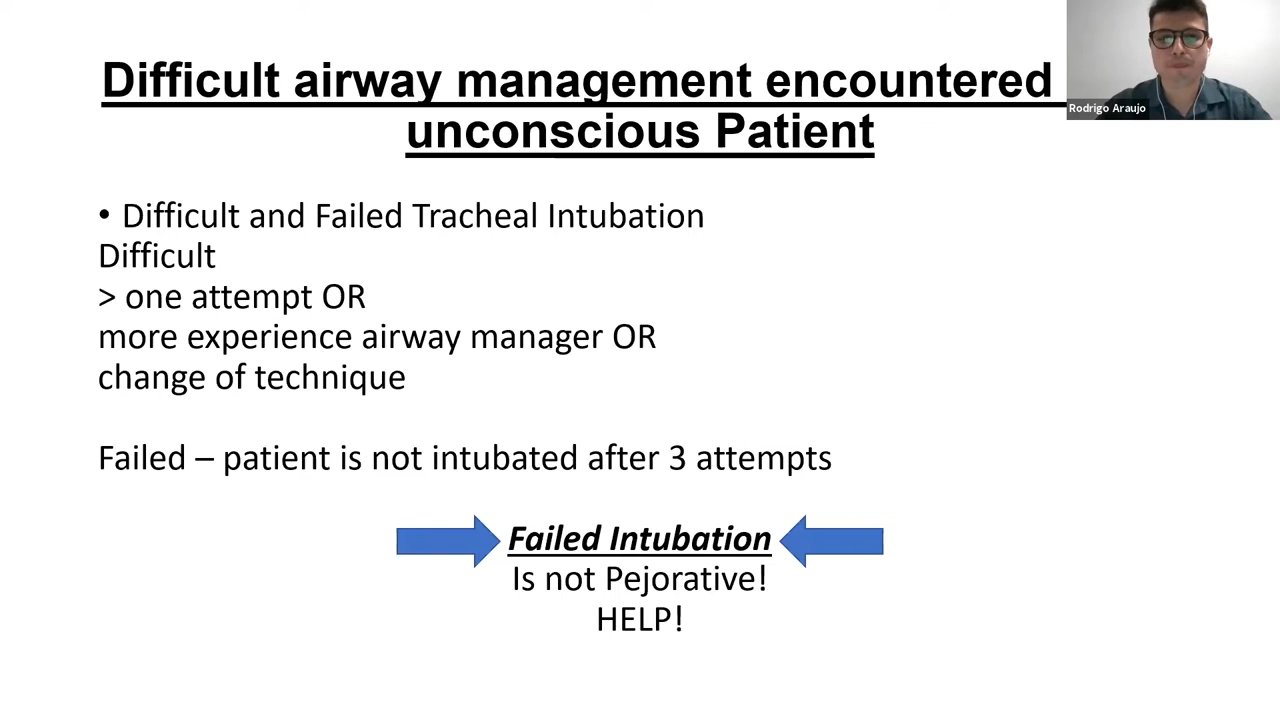 Difficult airway management encountered
unconscious Patient
Rodrigo Araujo
• Difficult and Failed Tracheal Intubation
Difficult
> one attempt OR
more experience airway manager OR
change of technique
Failed – patient is not intubated after 3 attempts
Failed Intubation
Is not Pejorative!
HELP!